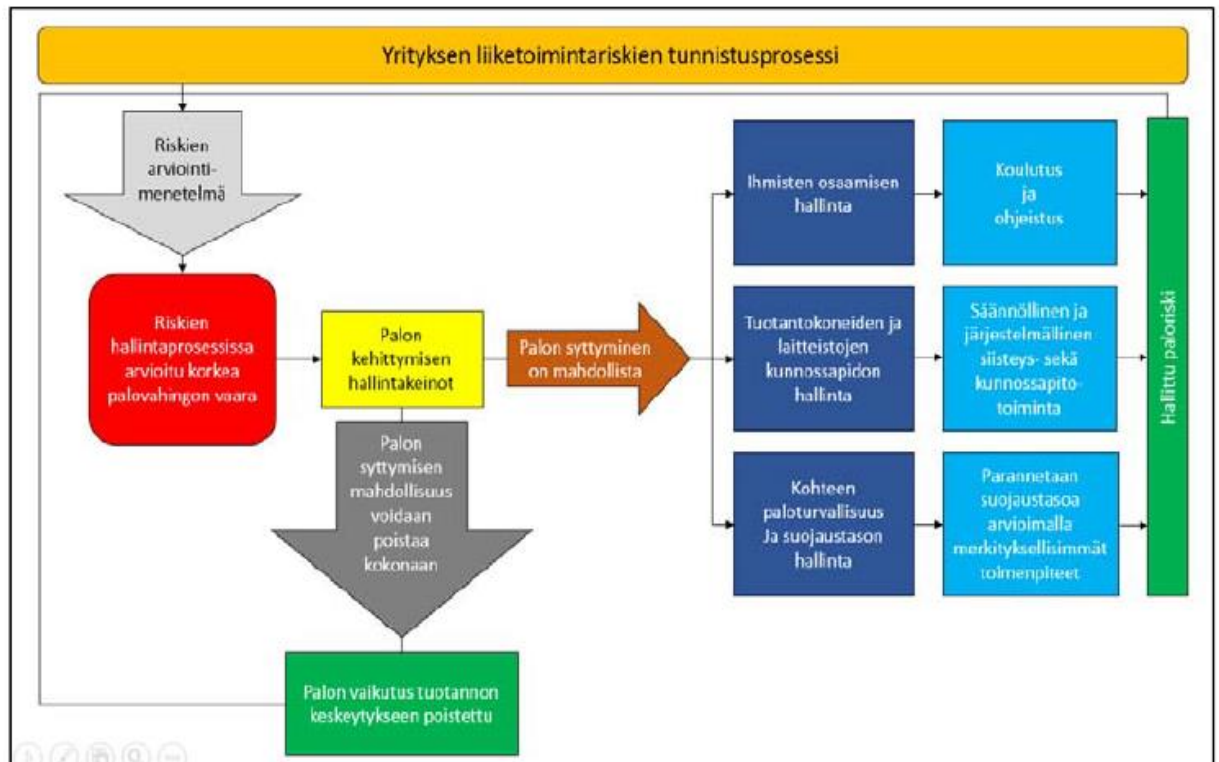 Yrityksen liiketoimintariskien tunnistusprosessi
Riskien
arviointi-
menetelmä
Riskien
hallintaprosessissa
arvioitu korkea
palovahingon vaara
Palon
kehittymisen
hallintakeinot
Palon syttyminen
on mahdollista
Palon
syttymisen
mahdollisuus
voidaan
poistaa
kokonaan
Palon vaikutus tuotannon
keskeytykseen poistettu
Ihmisten osaamisen
hallinta
Koulutus
ja
ohjeistus
Tuotantokoneiden ja
laitteistojen
kunnossapidon
hallinta
Säännöllinen ja
järjestelmällinen
siisteys- sekä
kunnossapito-
toiminta
Kohteen
paloturvallisuus
Ja suojaustason
hallinta
Parannetaan
suojaustasoa
arvioimalla
merkityksellisimmät
toimenpiteet
Hallittu paloriski